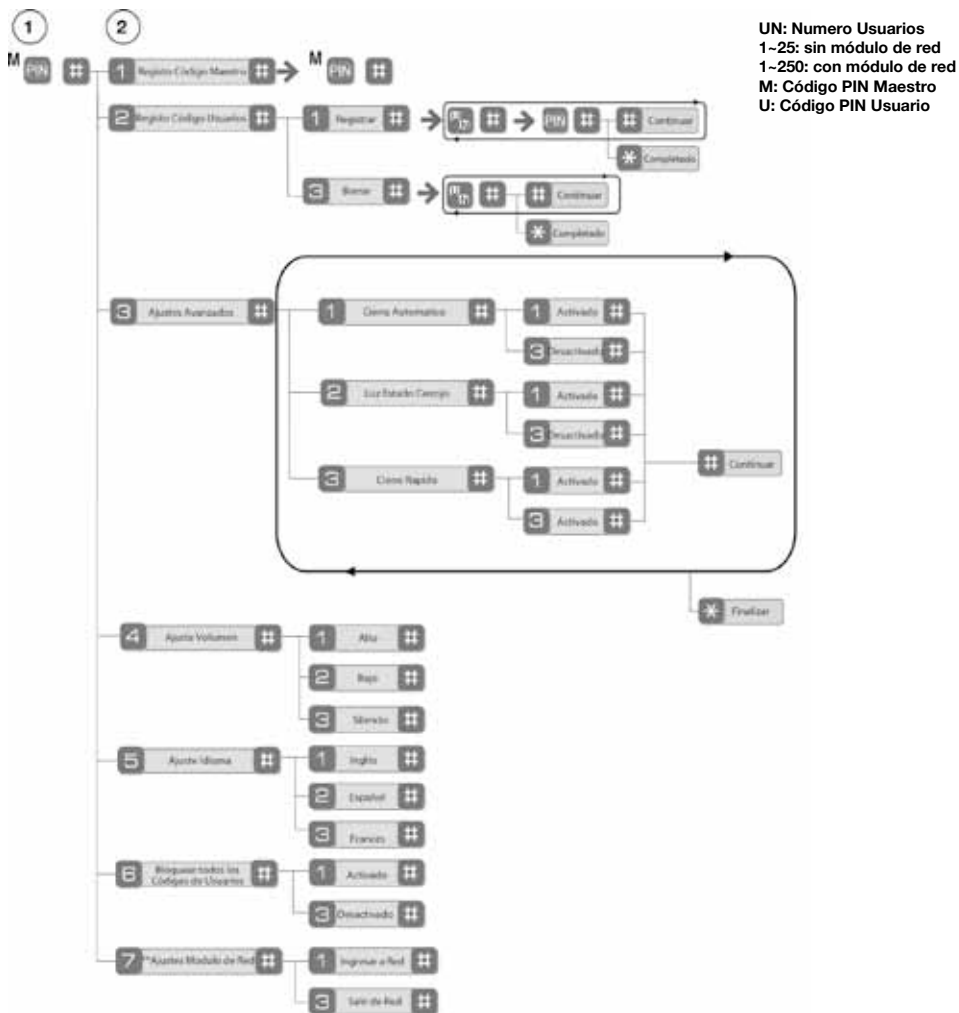 1 2
UN: Numero Usuarios
1~25: sin módulo de red
1~250: con módulo de red
M: Código PIN Maestro
U: Código PIN Usuario
M PIN # 1 Registro Código Maestro # M PIN #
2 Registro Código Usuarios # 1 Registrar # # PIN # # Continuar
* Completado
3 Borrar # # # Continuar
* Completado
3 Ajustes Avanzados # 1 Cierre Automatico # 1 Activado #
3 Desactivado #
2 Luz Estado Cerrojo # 1 Activado #
3 Desactivado #
# Continuar
3 Cierre Rapido # 1 Activado #
3 Activado #
* Finalizar
4 Ajuste Volumen # 1 Alto #
2 Bajo #
3 Silencio #
5 Ajuste Idioma # 1 Inglés #
2 Español #
3 Francés #
6 Bloquear todos los Códigos de Usuarios # 1 Activado #
3 Desactivado #
7 **Ajustes Modulo de Red # 1 Ingresar a Red #
3 Salir de Red #